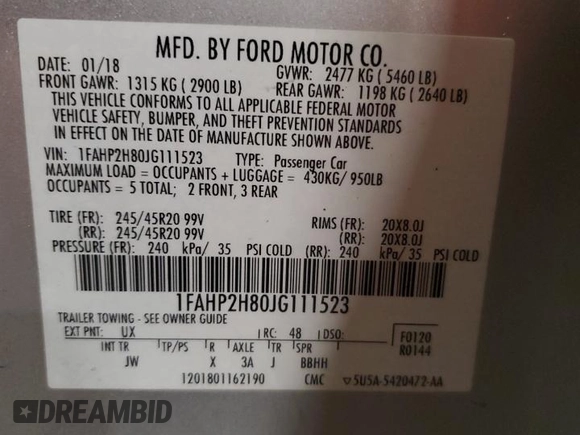 MFD. BY FORD MOTOR CO.
DATE: 01/18
GVWR: 2477 KG ( 5460 LB)
FRONT GAWR: 1315 KG ( 2900 LB)
REAR GAWR: 1198 KG ( 2640 LB)
THIS VEHICLE CONFORMS TO ALL APPLICABLE FEDERAL MOTOR
VEHICLE SAFETY, BUMPER, AND THEFT PREVENTION STANDARDS
IN EFFECT ON THE DATE OF MANUFACTURE SHOWN ABOVE.
VIN: 1FAHP2H80JG111523 TYPE: Passenger Car
MAXIMUM LOAD = OCCUPANTS + LUGGAGE = 430KG/ 950LB
OCCUPANTS = 5 TOTAL; 2 FRONT, 3 REAR
TIRE (FR): 245/45R20 99V RIMS (FR): 20X8.0J
(RR): 245/45R20 99V (RR): 20X8.0J
PRESSURE (FR): 240 kPa/ 35 PSI COLD (RR): 240 kPa/ 35 PSI COLD
1FAHP2H80JG111523
TRAILER TOWING - SEE OWNER GUIDE
EXT PNT: UX RC: 48 DSO: F0120
INT TR TP/PS R AXLE TR SPR R0144
JW X 3A J BBHH
1201801162190 CMC ▽5U5A-5420472-AA
DREAMBID